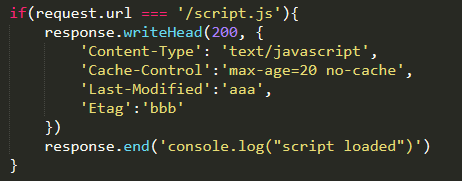 if(request.url === '/script.js'){
response.writeHead(200, {
'Content-Type': 'text/javascript',
'Cache-Control':'max-age=20 no-cache',
'Last-Modified':'aaa',
'Etag':'bbb'
})
response.end('console.log("script loaded")')
}